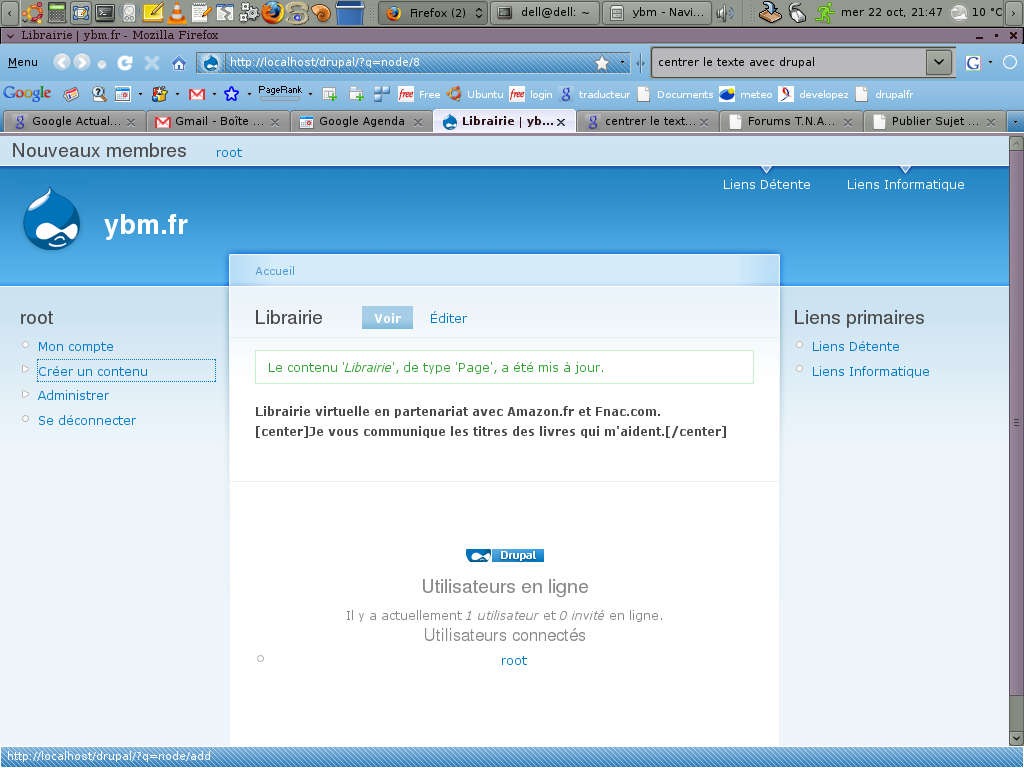 Firefox (2)
dell@dell: ~
ybm - Navi...
mer 22 oct, 21:47
10 °C
Librairie | ybm.fr - Mozilla Firefox
Menu
http://localhost/drupal/?q=node/8
centrer le texte avec drupal
G
Google
PageRank
free Free
Ubuntu
free login
traducteur
Documents
meteo
developez
drupalfr
Google Actual...
Gmail - Boîte ...
Google Agenda
Librairie | yb...
centrer le text...
Forums T.N.A...
Publier Sujet ...
Nouveaux membres
root
Liens Détente
Liens Informatique
ybm.fr
Accueil
root
Mon compte
Créer un contenu
Administrer
Se déconnecter
Librairie
Voir
Éditer
Le contenu 'Librairie', de type 'Page', a été mis à jour.
Librairie virtuelle en partenariat avec Amazon.fr et Fnac.com.
[center]Je vous communique les titres des livres qui m'aident.[/center]
Liens primaires
Liens Détente
Liens Informatique
Drupal
Utilisateurs en ligne
Il y a actuellement 1 utilisateur et 0 invité en ligne.
Utilisateurs connectés
root
http://localhost/drupal/?q=node/add